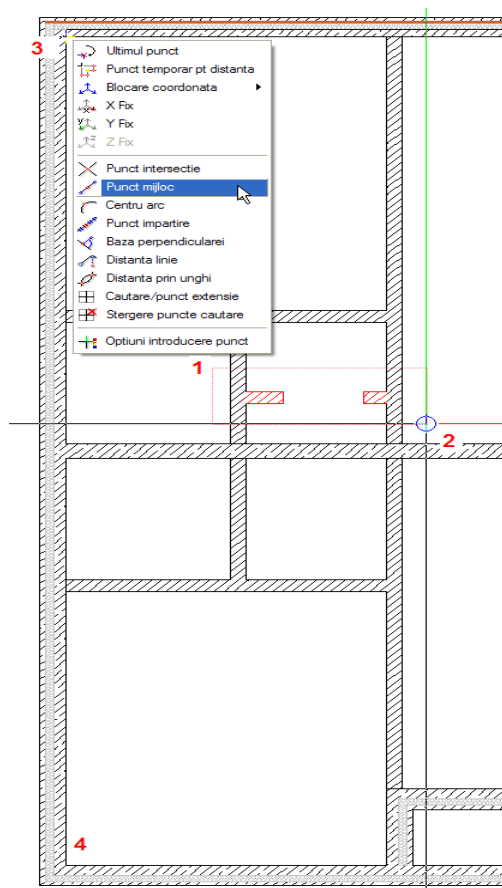 3
Ultimul punct
Punct temporar pt distanta
Blocare coordonata
X Fix
Y Fix
Z Fix
Punct intersectie
Punct mijloc
Centru arc
Punct impartire
Baza perpendicularei
Distanta linie
Distanta prin unghi
Cautare/punct extensie
Stergere puncte cautare
Optiuni introducere punct
1
2
4